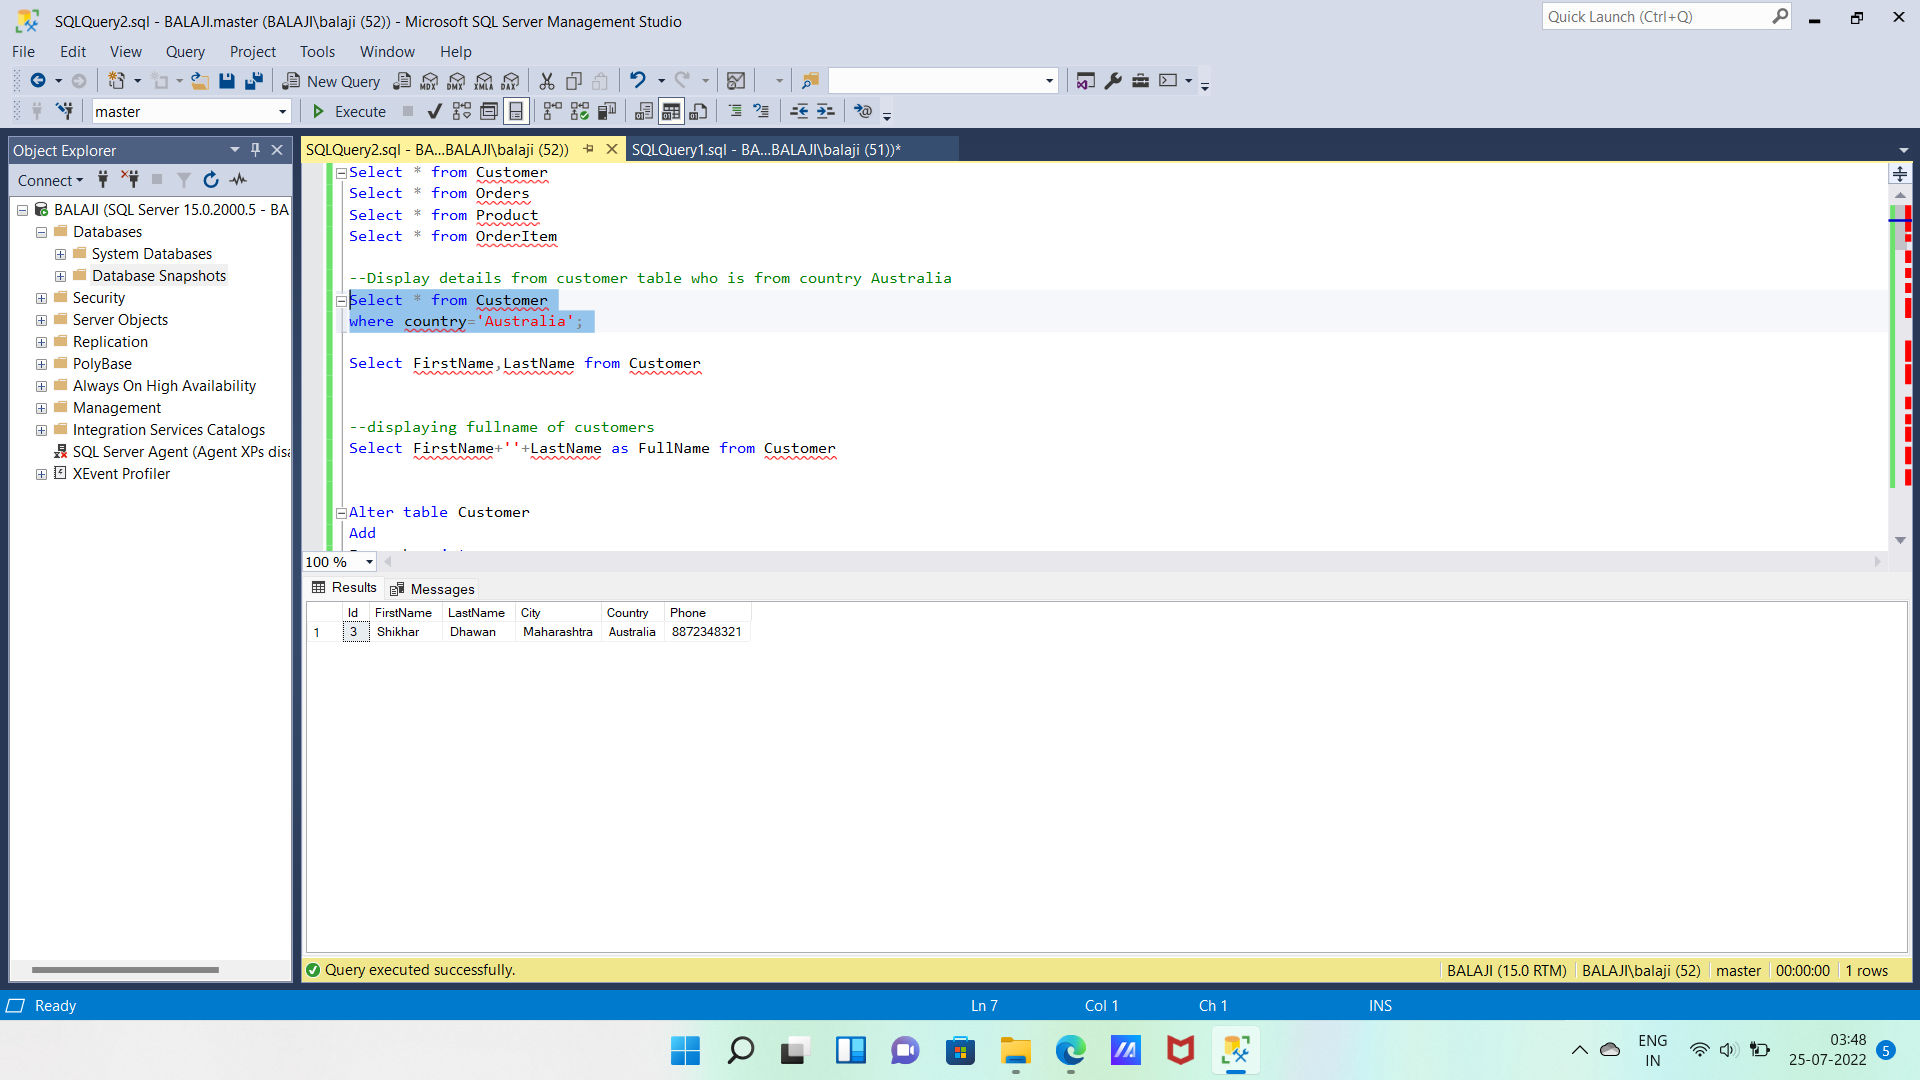 SQLQuery2.sql - BALAJI.master (BALAJI\balaji (52)) - Microsoft SQL Server Management Studio
Quick Launch (Ctrl+Q)
File Edit View Query Project Tools Window Help
New Query MDX DMX XMLA DAX
master Execute
Object Explorer
Connect
BALAJI (SQL Server 15.0.2000.5 - BA
Databases
System Databases
Database Snapshots
Security
Server Objects
Replication
PolyBase
Always On High Availability
Management
Integration Services Catalogs
SQL Server Agent (Agent XPs disa
XEvent Profiler
SQLQuery2.sql - BA...BALAJI\balaji (52)) SQLQuery1.sql - BA...BALAJI\balaji (51))*
Select * from Customer
Select * from Orders
Select * from Product
Select * from OrderItem
--Display details from customer table who is from country Australia
Select * from Customer
where country='Australia';
Select FirstName,LastName from Customer
--displaying fullname of customers
Select FirstName+''+LastName as FullName from Customer
Alter table Customer
Add
100 %
Results Messages
Id FirstName LastName City Country Phone
1 3 Shikhar Dhawan Maharashtra Australia 8872348321
Query executed successfully.
BALAJI (15.0 RTM) BALAJI\balaji (52) master 00:00:00 1 rows
Ready Ln 7 Col 1 Ch 1 INS
ENG
IN
03:48
25-07-2022
5